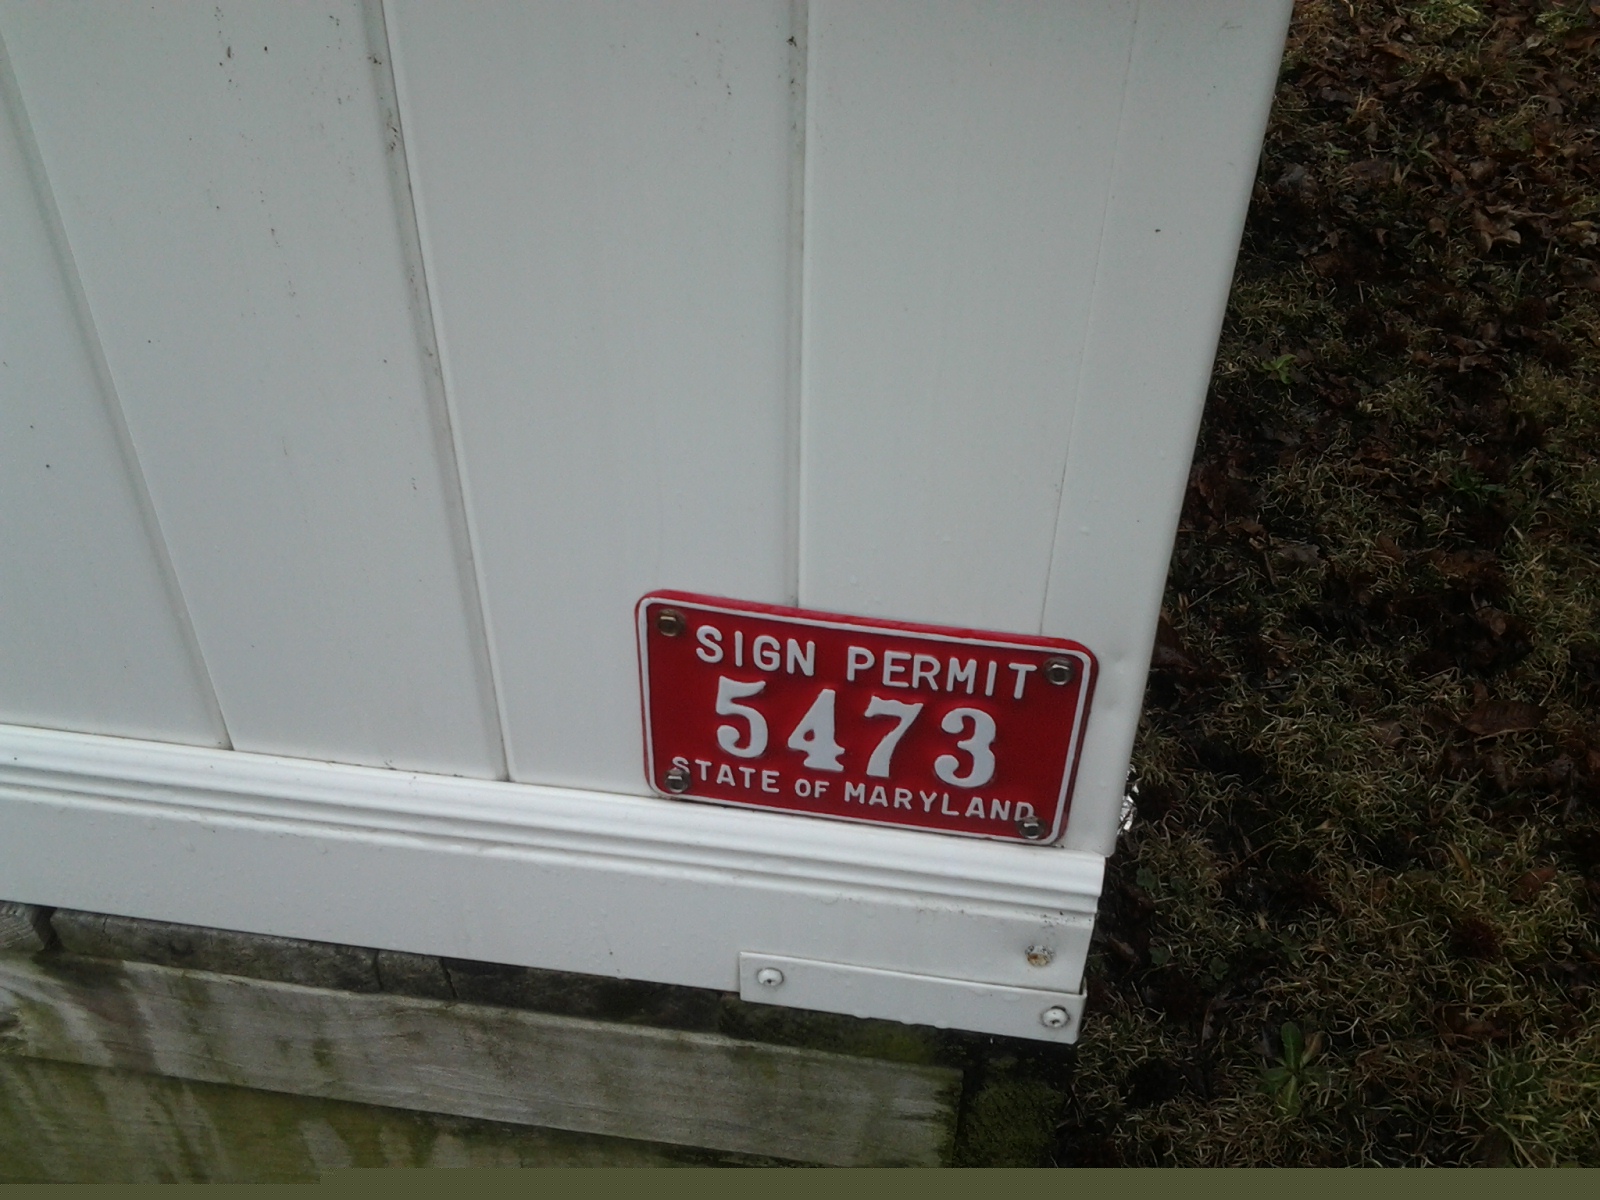 SIGN PERMIT
5473
STATE OF MARYLAND